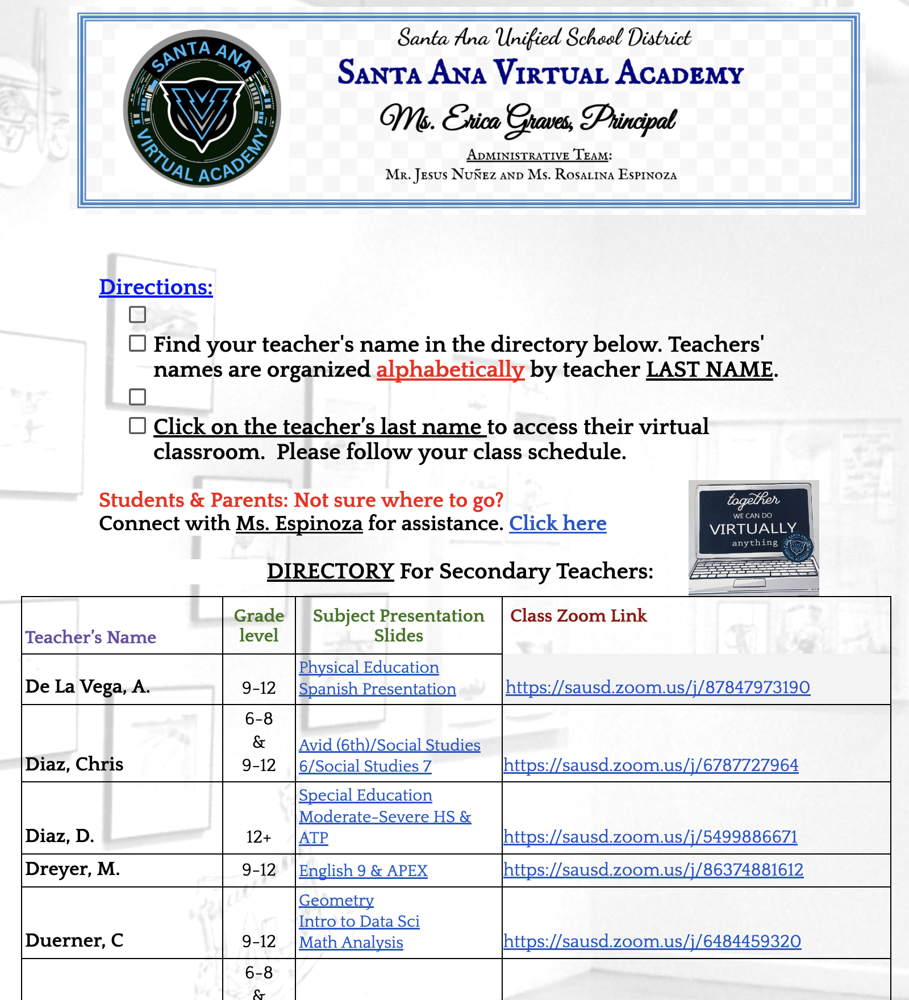 SANTA ANA
VIRTUAL ACADEMY
Santa Ana Unified School District
Santa Ana Virtual Academy
Ms. Erica Graves, Principal
Administrative Team:
Mr. Jesus Nuñez and Ms. Rosalina Espinoza
Directions:
Find your teacher's name in the directory below. Teachers'
names are organized alphabetically by teacher LAST NAME.
Click on the teacher’s last name to access their virtual
classroom.  Please follow your class schedule.
Students & Parents: Not sure where to go?
Connect with Ms. Espinoza for assistance. Click here
together
WE CAN DO
VIRTUALLY
anything
DIRECTORY For Secondary Teachers:
Teacher’s Name
Grade
level
Subject Presentation
Slides
Class Zoom Link
De La Vega, A.
9-12
Physical Education
Spanish Presentation
https://sausd.zoom.us/j/87847973190
Diaz, Chris
6-8
&
9-12
Avid (6th)/Social Studies
6/Social Studies 7
https://sausd.zoom.us/j/6787727964
Diaz, D.
12+
Special Education
Moderate-Severe HS &
ATP
https://sausd.zoom.us/j/5499886671
Dreyer, M.
9-12
English 9 & APEX
https://sausd.zoom.us/j/86374881612
Duerner, C
9-12
Geometry
Intro to Data Sci
Math Analysis
https://sausd.zoom.us/j/6484459320
6-8
&